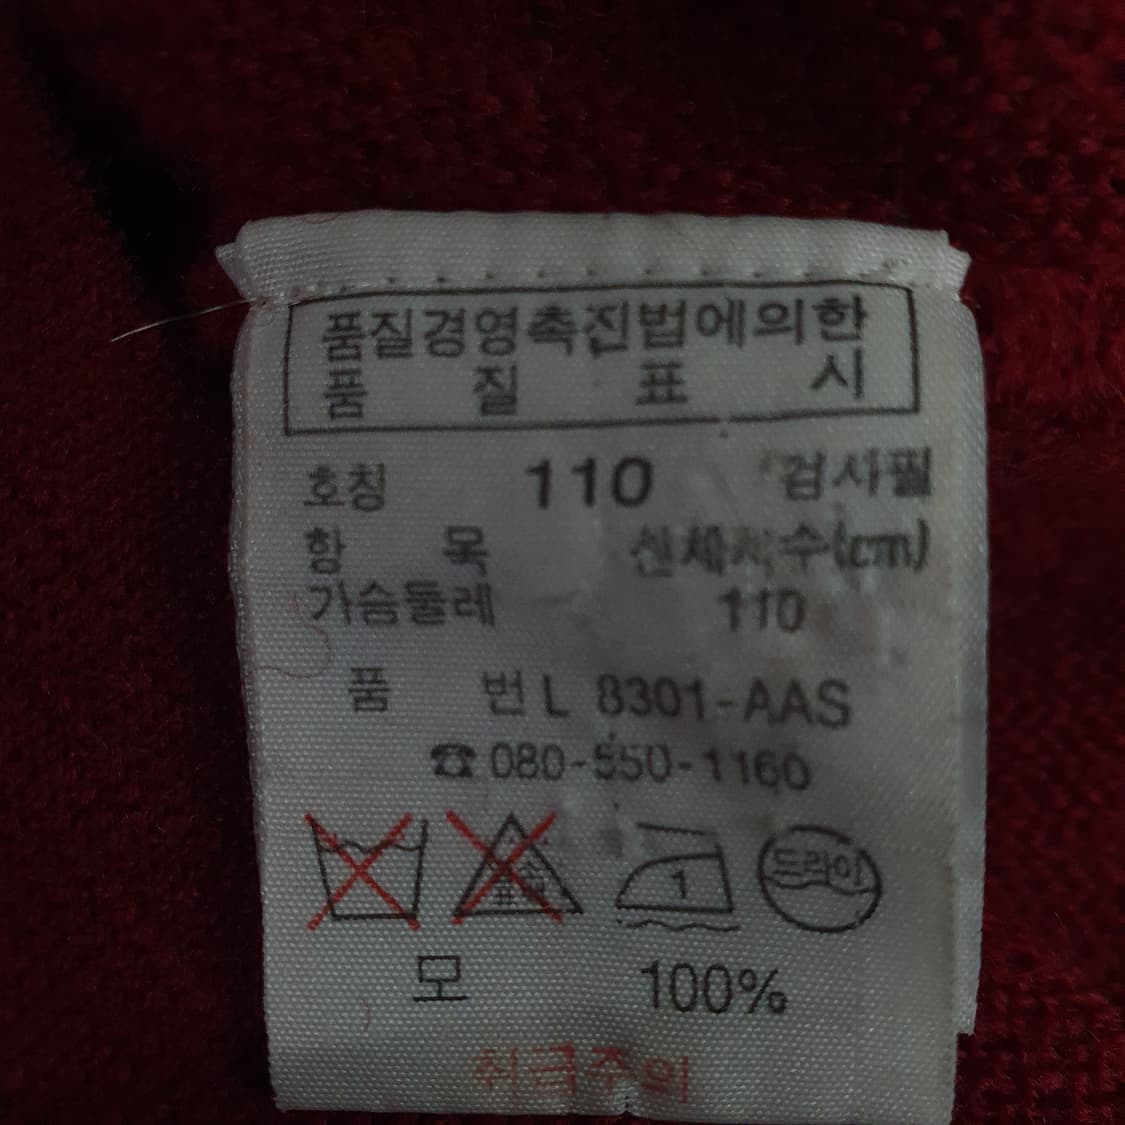 품질경영촉진법에의한
품 질 표 시
호칭 110 검사필
항 목 신체치수(cm)
가슴둘레 110
품 번 L 8301-AAS
☎ 080-550-1160
1 드라이
모 100%
취급주의